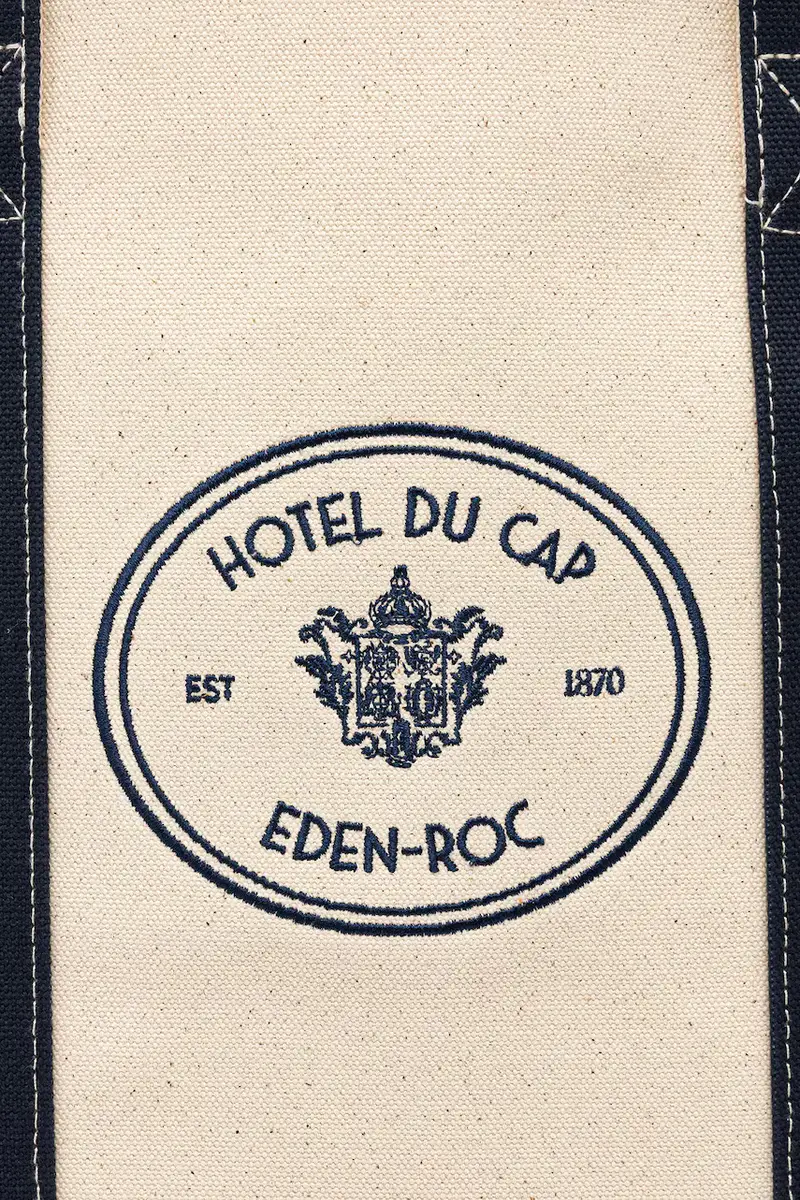 HOTEL DU CAP
EST 1870
EDEN-ROC